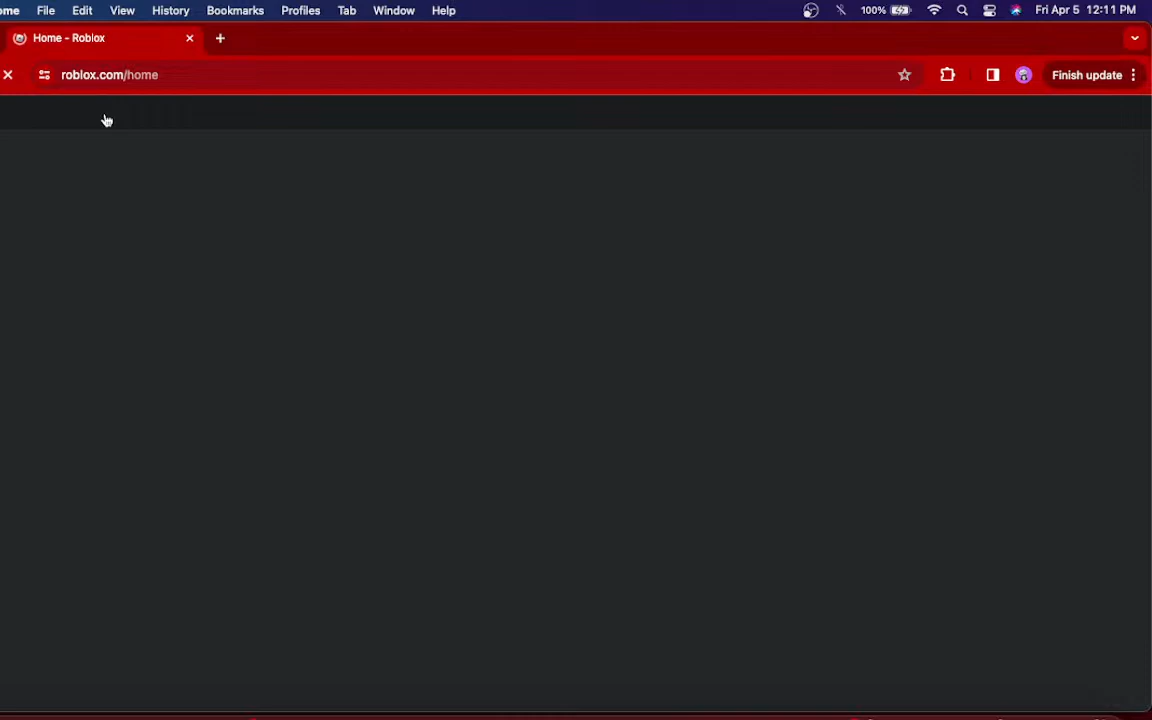 ome File Edit View History Bookmarks Profiles Tab Window Help 100% Fri Apr 5 12:11 PM
Home - Roblox
roblox.com/home Finish update